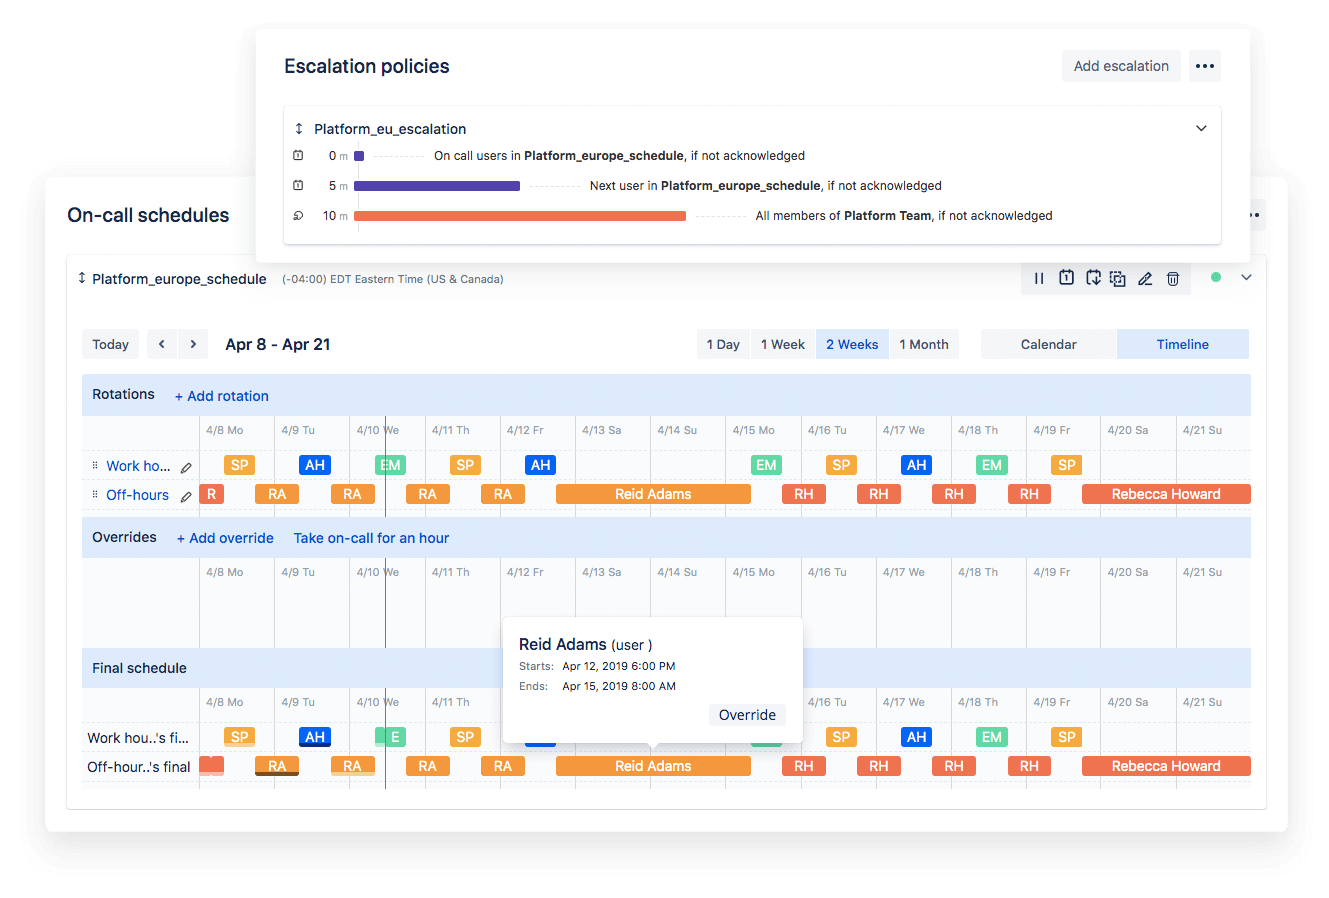 Escalation policies
Add escalation
Platform_eu_escalation
0 m On call users in Platform_europe_schedule, if not acknowledged
5 m Next user in Platform_europe_schedule, if not acknowledged
10 m All members of Platform Team, if not acknowledged
On-call schedules
Platform_europe_schedule (-04:00) EDT Eastern Time (US & Canada)
Today Apr 8 - Apr 21 1 Day 1 Week 2 Weeks 1 Month Calendar Timeline
Rotations + Add rotation
4/8 Mo 4/9 Tu 4/10 We 4/11 Th 4/12 Fr 4/13 Sa 4/14 Su 4/15 Mo 4/16 Tu 4/17 We 4/18 Th 4/19 Fr 4/20 Sa 4/21 Su
Work ho... SP AH EM SP AH EM SP AH EM SP
Off-hours R RA RA RA RA Reid Adams RH RH RH RH Rebecca Howard
Overrides + Add override Take on-call for an hour
4/8 Mo 4/9 Tu 4/10 We 4/11 Th 4/12 Fr 4/13 Sa 4/14 Su 4/15 Mo 4/16 Tu 4/17 We 4/18 Th 4/19 Fr 4/20 Sa 4/21 Su
Reid Adams (user )
Starts: Apr 12, 2019 6:00 PM
Ends: Apr 15, 2019 8:00 AM
Override
Final schedule
4/8 Mo 4/9 Tu 4/10 We 4/11 Th 4/16 Tu 4/17 We 4/18 Th 4/19 Fr 4/20 Sa 4/21 Su
Work hou..'s fi... SP AH E SP SP AH EM SP
Off-hour..'s final RA RA RA RA Reid Adams RH RH RH RH Rebecca Howard